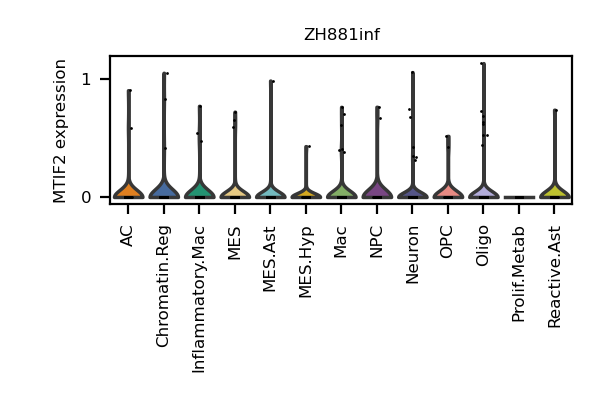 ZH881inf
MTIF2 expression
1
0
AC
Chromatin.Reg
Inflammatory.Mac
MES
MES.Ast
MES.Hyp
Mac
NPC
Neuron
OPC
Oligo
Prolif.Metab
Reactive.Ast